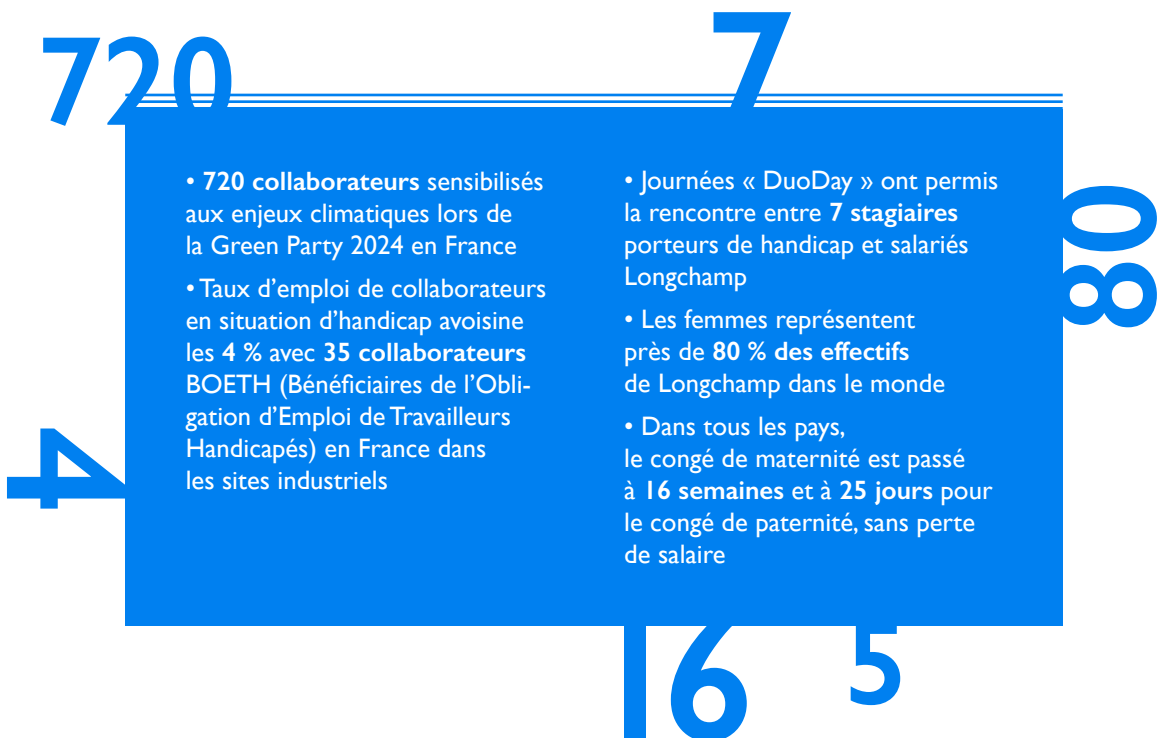 720
7
• 720 collaborateurs sensibilisés
aux enjeux climatiques lors de
la Green Party 2024 en France
• Taux d’emploi de collaborateurs
en situation d’handicap avoisine
les 4 % avec 35 collaborateurs
BOETH (Bénéficiaires de l’Obli-
gation d’Emploi de Travailleurs
Handicapés) en France dans
les sites industriels
• Journées « DuoDay » ont permis
la rencontre entre 7 stagiaires
porteurs de handicap et salariés
Longchamp
• Les femmes représentent
près de 80 % des effectifs
de Longchamp dans le monde
• Dans tous les pays,
le congé de maternité est passé
à 16 semaines et à 25 jours pour
le congé de paternité, sans perte
de salaire
80
4
16
5